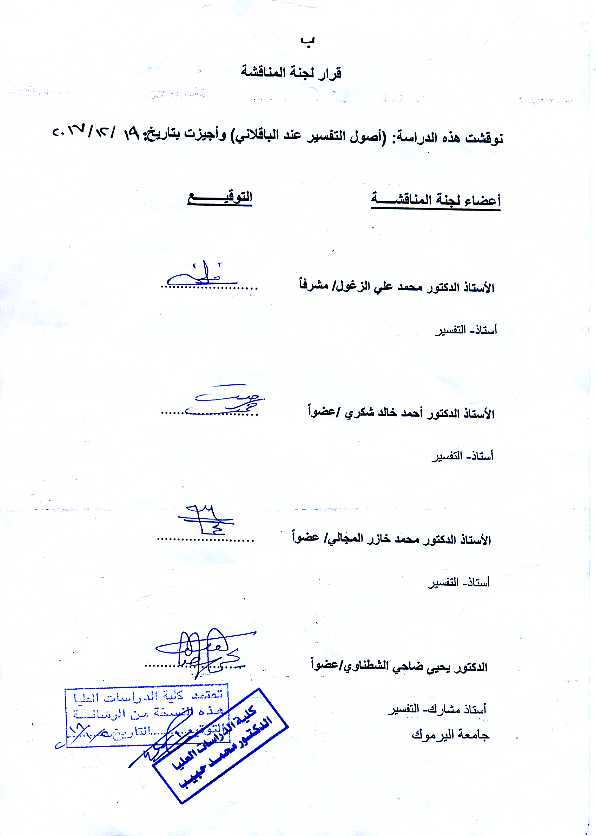 ب
قرار لجنة المناقشة
نوقشت هذه الدراسة: (أصول التفسير عند الباقلاني) وأجيزت بتاريخ: ١٩ /١٢/ ٢٠١٧
أعضاء لجنة المناقشـــة التوقيـــع
الأستاذ الدكتور محمد علي الزغول/ مشرفاً
أستاذ- التفسير
الأستاذ الدكتور أحمد خالد شكري /عضواً
أستاذ- التفسير
الأستاذ الدكتور محمد خازر المجالي/ عضواً
أستاذ- التفسير
الدكتور يحيى ضاحي الشطناوي/عضواً
أستاذ مشارك- التفسير
جامعة اليرموك
تعتمد كلية الدراسات العليا
هذه النسخة من الرسالة
التوقيع التاريخ
كلية الدراسات العليا
الدكتور محمد حبيب